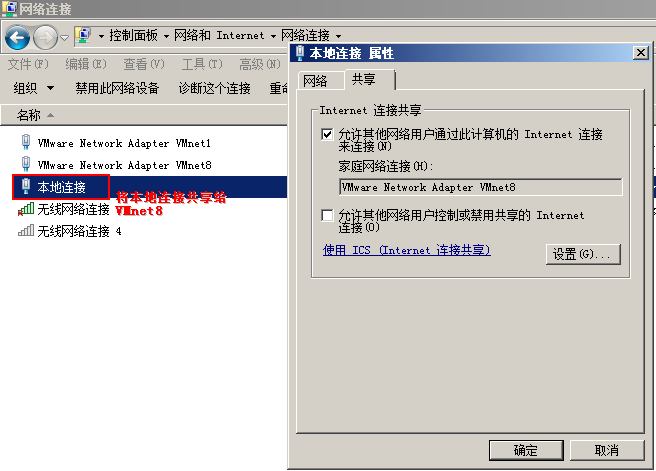 网络连接
控制面板 网络和 Internet 网络连接
文件(F) 编辑(E) 查看(V) 工具(T) 高级(N)
组织 禁用此网络设备 诊断这个连接 重命
名称
VMware Network Adapter VMnet1
VMware Network Adapter VMnet8
本地连接
将本地连接共享给
VMnet8
无线网络连接
无线网络连接 4
本地连接 属性
网络 共享
Internet 连接共享
允许其他网络用户通过此计算机的 Internet 连接
来连接(N)
家庭网络连接(H):
VMware Network Adapter VMnet8
允许其他网络用户控制或禁用共享的 Internet
连接(O)
使用 ICS (Internet 连接共享)
设置(G)...
确定 取消